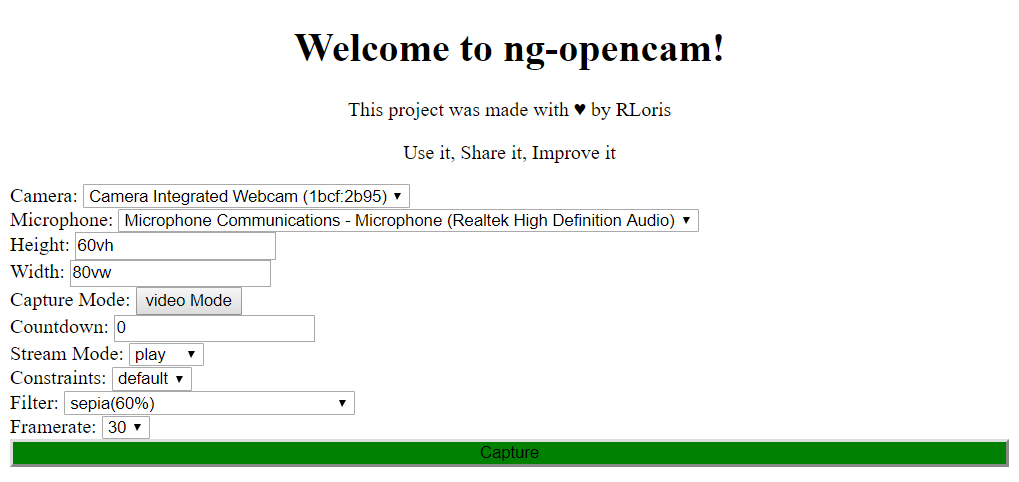 Welcome to ng-opencam!
This project was made with ♥ by RLoris
Use it, Share it, Improve it
Camera: Camera Integrated Webcam (1bcf:2b95)
Microphone: Microphone Communications - Microphone (Realtek High Definition Audio)
Height: 60vh
Width: 80vw
Capture Mode: video Mode
Countdown: 0
Stream Mode: play
Constraints: default
Filter: sepia(60%)
Framerate: 30
Capture